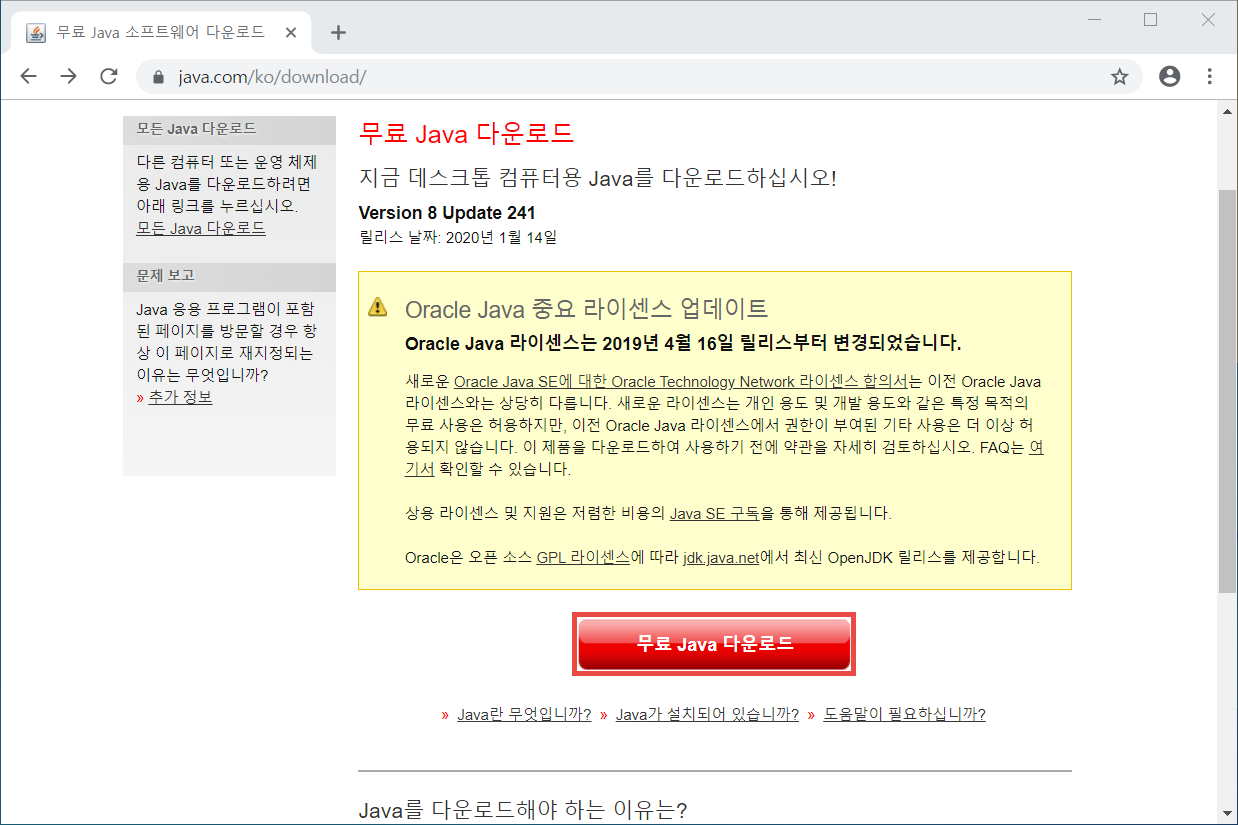 무료 Java 소프트웨어 다운로드
java.com/ko/download/
모든 Java 다운로드
다른 컴퓨터 또는 운영 체제
용 Java를 다운로드하려면
아래 링크를 누르십시오.
모든 Java 다운로드
문제 보고
Java 응용 프로그램이 포함
된 페이지를 방문할 경우 항
상 이 페이지로 재지정되는
이유는 무엇입니까?
» 추가 정보
무료 Java 다운로드
지금 데스크톱 컴퓨터용 Java를 다운로드하십시오!
Version 8 Update 241
릴리스 날짜: 2020년 1월 14일
Oracle Java 중요 라이센스 업데이트
Oracle Java 라이센스는 2019년 4월 16일 릴리스부터 변경되었습니다.
새로운 Oracle Java SE에 대한 Oracle Technology Network 라이센스 합의서는 이전 Oracle Java
라이센스와는 상당히 다릅니다. 새로운 라이센스는 개인 용도 및 개발 용도와 같은 특정 목적의
무료 사용은 허용하지만, 이전 Oracle Java 라이센스에서 권한이 부여된 기타 사용은 더 이상 허
용되지 않습니다. 이 제품을 다운로드하여 사용하기 전에 약관을 자세히 검토하십시오. FAQ는 여
기서 확인할 수 있습니다.
상용 라이센스 및 지원은 저렴한 비용의 Java SE 구독을 통해 제공됩니다.
Oracle은 오픈 소스 GPL 라이센스에 따라 jdk.java.net에서 최신 OpenJDK 릴리스를 제공합니다.
무료 Java 다운로드
» Java란 무엇입니까? » Java가 설치되어 있습니까? » 도움말이 필요하십니까?
Java를 다운로드해야 하는 이유는?